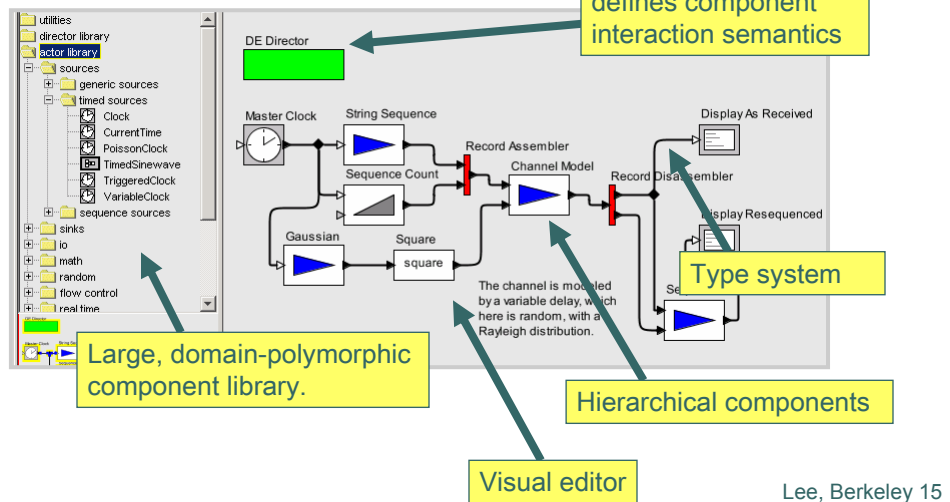 defines component
interaction semantics
utilities
director library
actor library
sources
generic sources
timed sources
Clock
CurrentTime
PoissonClock
TimedSinewave
TriggeredClock
VariableClock
sequence sources
sinks
io
math
random
flow control
real time
DE Director
Master Clock
String Sequence
Record Assembler
Display As Received
Sequence Count
Channel Model
Record Disassembler
Display Resequenced
Gaussian
Square
square
The channel is modeled
by a variable delay, which
here is random, with a
Rayleigh distribution.
Type system
Large, domain-polymorphic
component library.
Hierarchical components
Visual editor
Lee, Berkeley 15